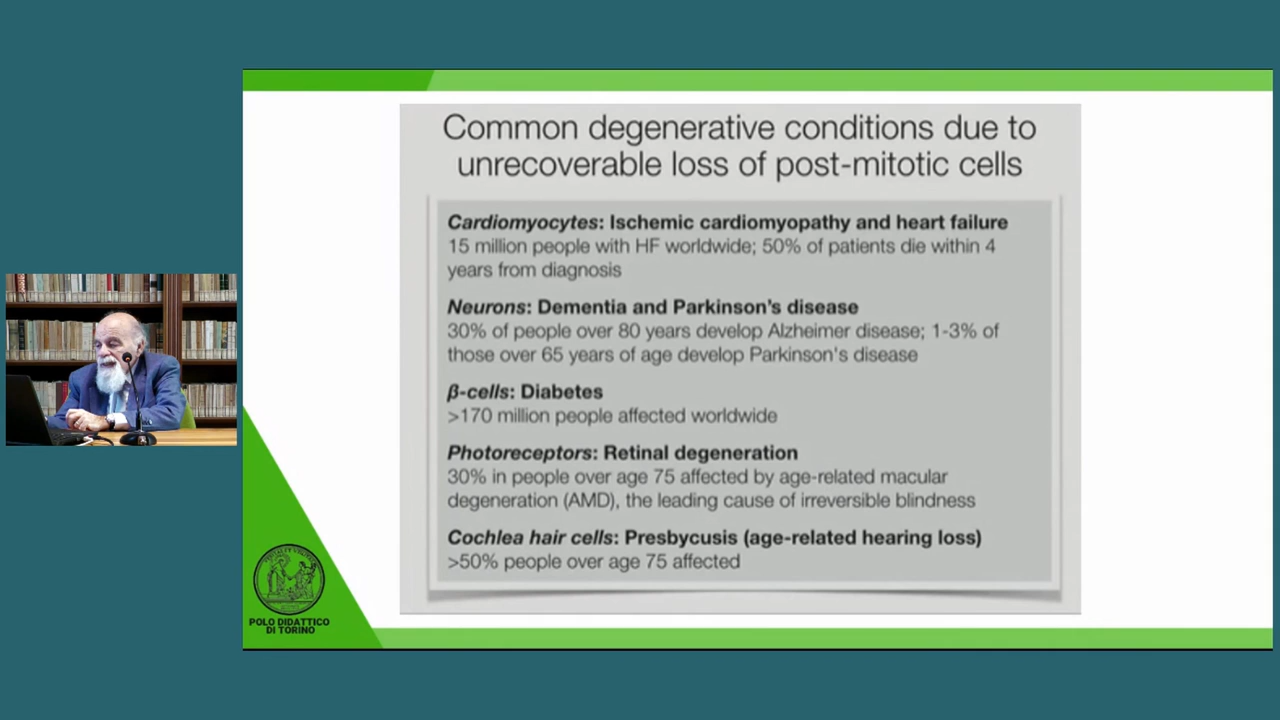 Common degenerative conditions due to
unrecoverable loss of post-mitotic cells
Cardiomyocytes: Ischemic cardiomyopathy and heart failure
15 million people with HF worldwide; 50% of patients die within 4
years from diagnosis
Neurons: Dementia and Parkinson's disease
30% of people over 80 years develop Alzheimer disease; 1-3% of
those over 65 years of age develop Parkinson's disease
β-cells: Diabetes
>170 million people affected worldwide
Photoreceptors: Retinal degeneration
30% in people over age 75 affected by age-related macular
degeneration (AMD), the leading cause of irreversible blindness
Cochlea hair cells: Presbycusis (age-related hearing loss)
>50% people over age 75 affected
POLO DIDATTICO
DI TORINO